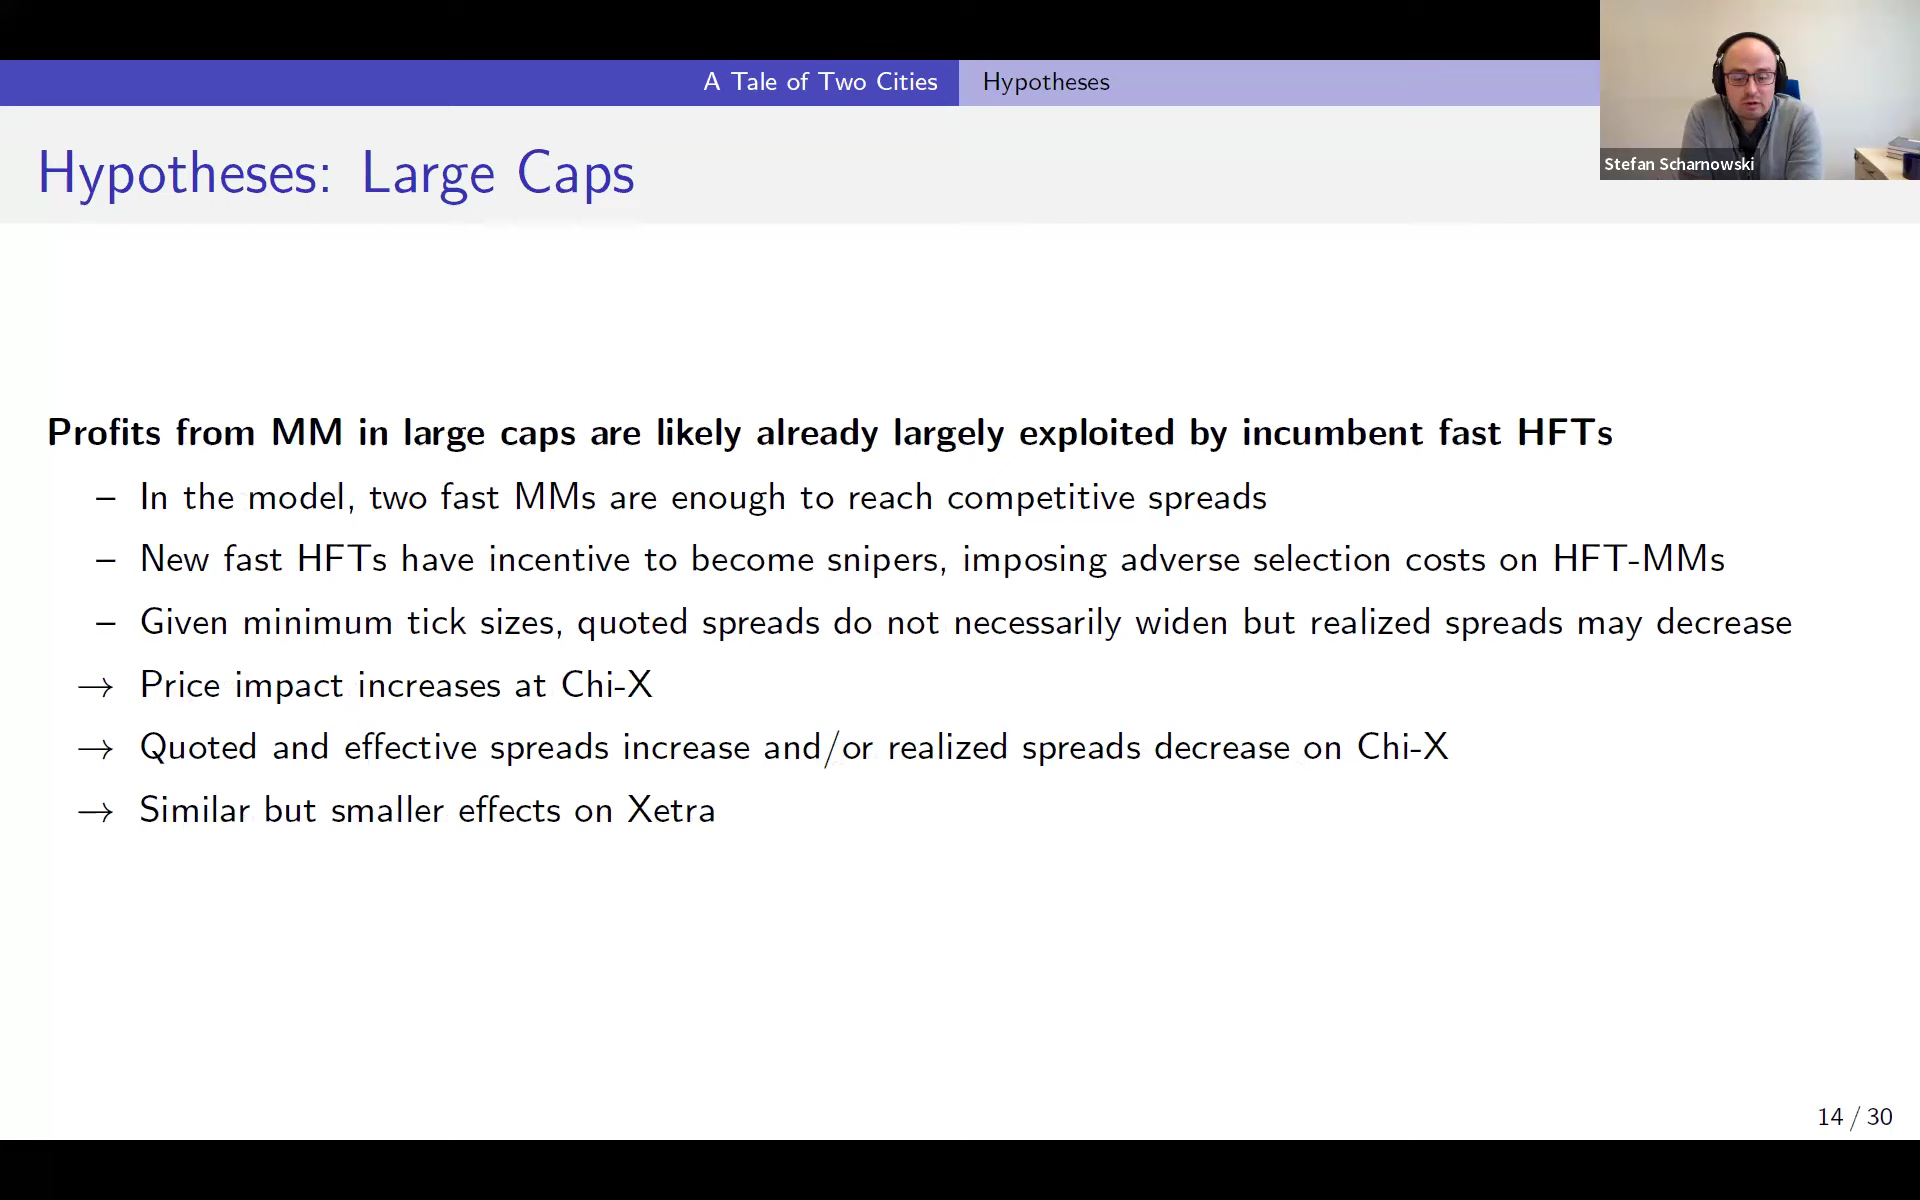 A Tale of Two Cities
Hypotheses
Hypotheses: Large Caps
Stefan Scharnowski
Profits from MM in large caps are likely already largely exploited by incumbent fast HFTs
– In the model, two fast MMs are enough to reach competitive spreads
– New fast HFTs have incentive to become snipers, imposing adverse selection costs on HFT-MMs
– Given minimum tick sizes, quoted spreads do not necessarily widen but realized spreads may decrease
→ Price impact increases at Chi-X
→ Quoted and effective spreads increase and/or realized spreads decrease on Chi-X
→ Similar but smaller effects on Xetra
14 / 30